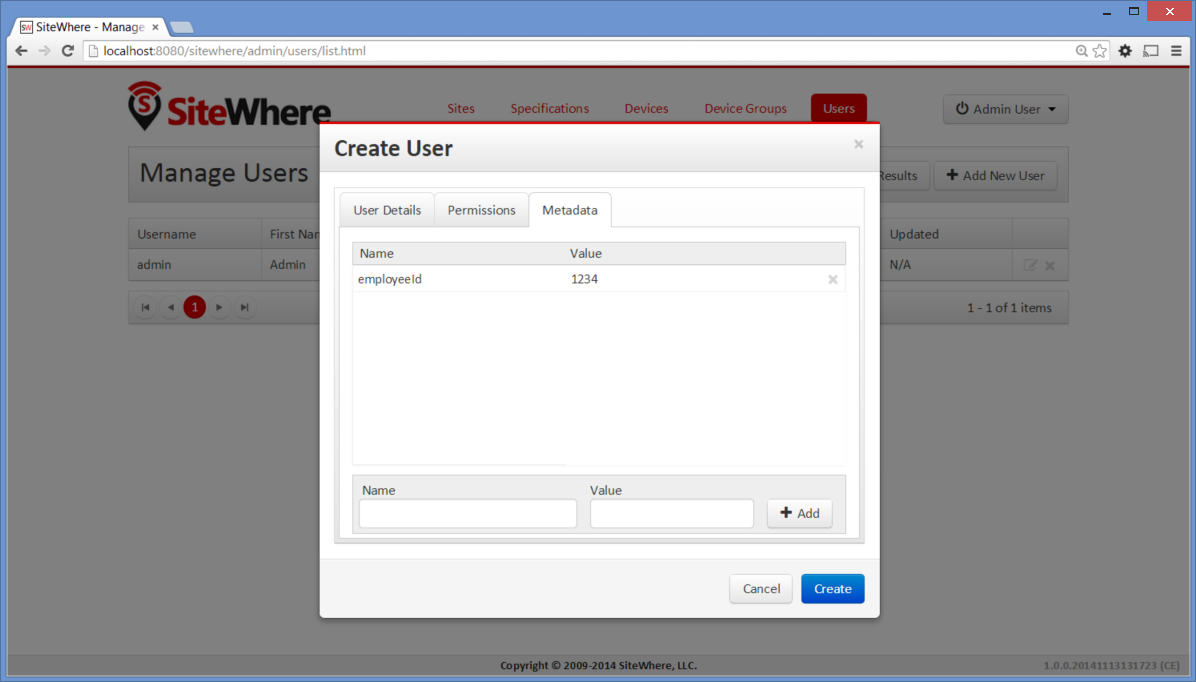 SW SiteWhere - Manage
localhost:8080/sitewhere/admin/users/list.html
SiteWhere
Sites Specifications Devices Device Groups Users Admin User
Create User
Manage Users Results Add New User
User Details Permissions Metadata
Username First Nam Updated
Name Value
admin Admin N/A
employeeId 1234
1 1 - 1 of 1 items
Name Value
Add
Cancel Create
Copyright © 2009-2014 SiteWhere, LLC. 1.0.0.20141113131723 (CE)